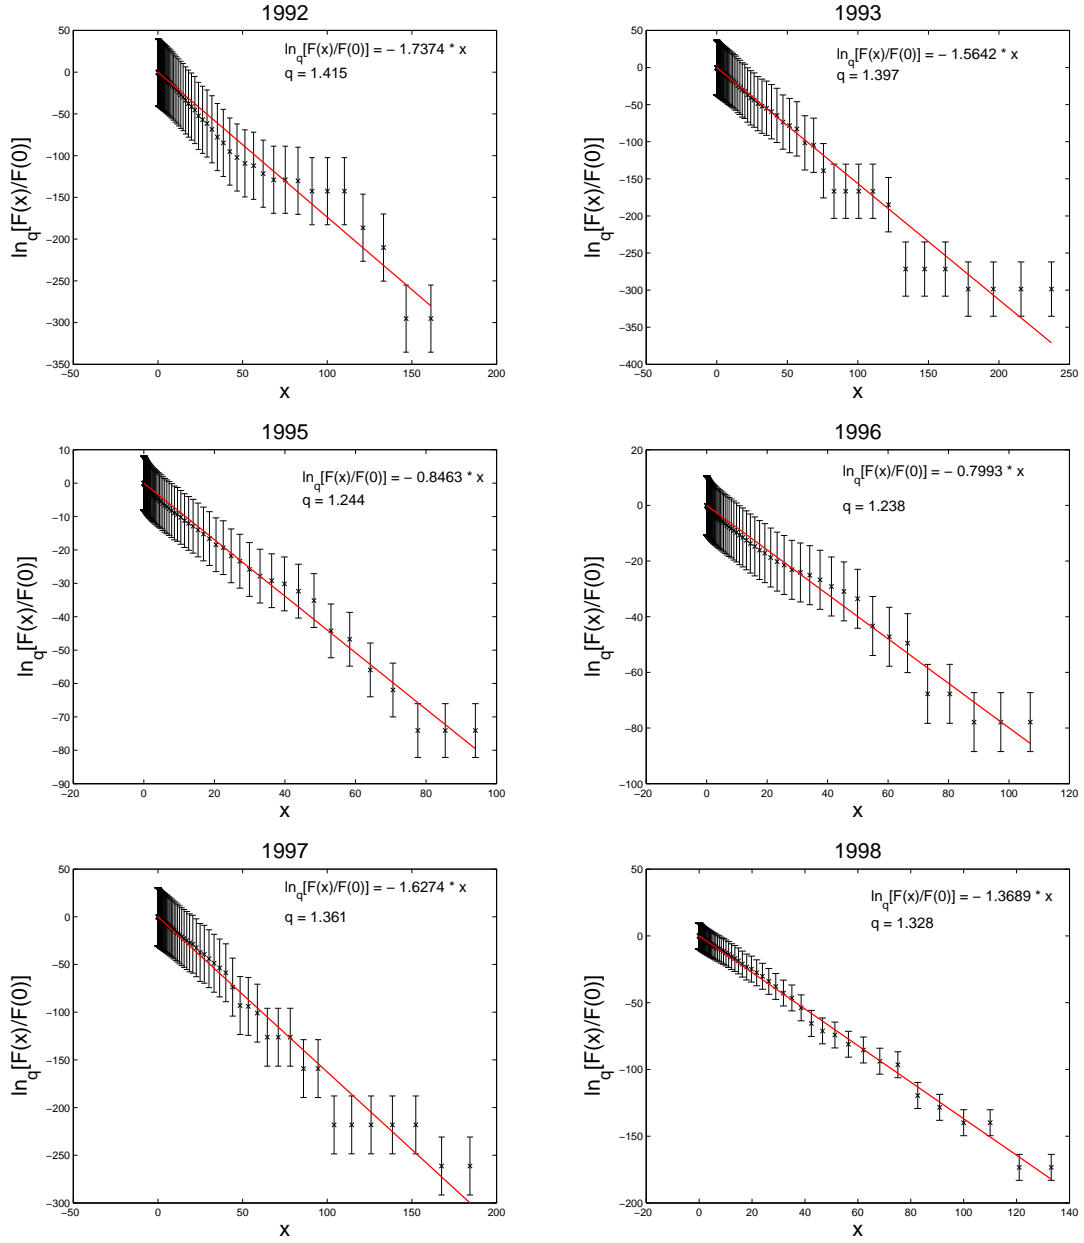 1992
ln_q[F(x)/F(0)] = − 1.7374 * x
q = 1.415
ln_q[F(x)/F(0)]
50
0
−50
−100
−150
−200
−250
−300
−350
−50 0 50 100 150 200
x
1993
ln_q[F(x)/F(0)] = − 1.5642 * x
q = 1.397
ln_q[F(x)/F(0)]
50
0
−50
−100
−150
−200
−250
−300
−350
−400
−50 0 50 100 150 200 250
x
1995
ln_q[F(x)/F(0)] = − 0.8463 * x
q = 1.244
ln_q[F(x)/F(0)]
10
0
−10
−20
−30
−40
−50
−60
−70
−80
−90
−20 0 20 40 60 80 100
x
1996
ln_q[F(x)/F(0)] = − 0.7993 * x
q = 1.238
ln_q[F(x)/F(0)]
20
0
−20
−40
−60
−80
−100
−20 0 20 40 60 80 100 120
x
1997
ln_q[F(x)/F(0)] = − 1.6274 * x
q = 1.361
ln_q[F(x)/F(0)]
50
0
−50
−100
−150
−200
−250
−300
−50 0 50 100 150 200
x
1998
ln_q[F(x)/F(0)] = − 1.3689 * x
q = 1.328
ln_q[F(x)/F(0)]
50
0
−50
−100
−150
−200
−20 0 20 40 60 80 100 120 140
x